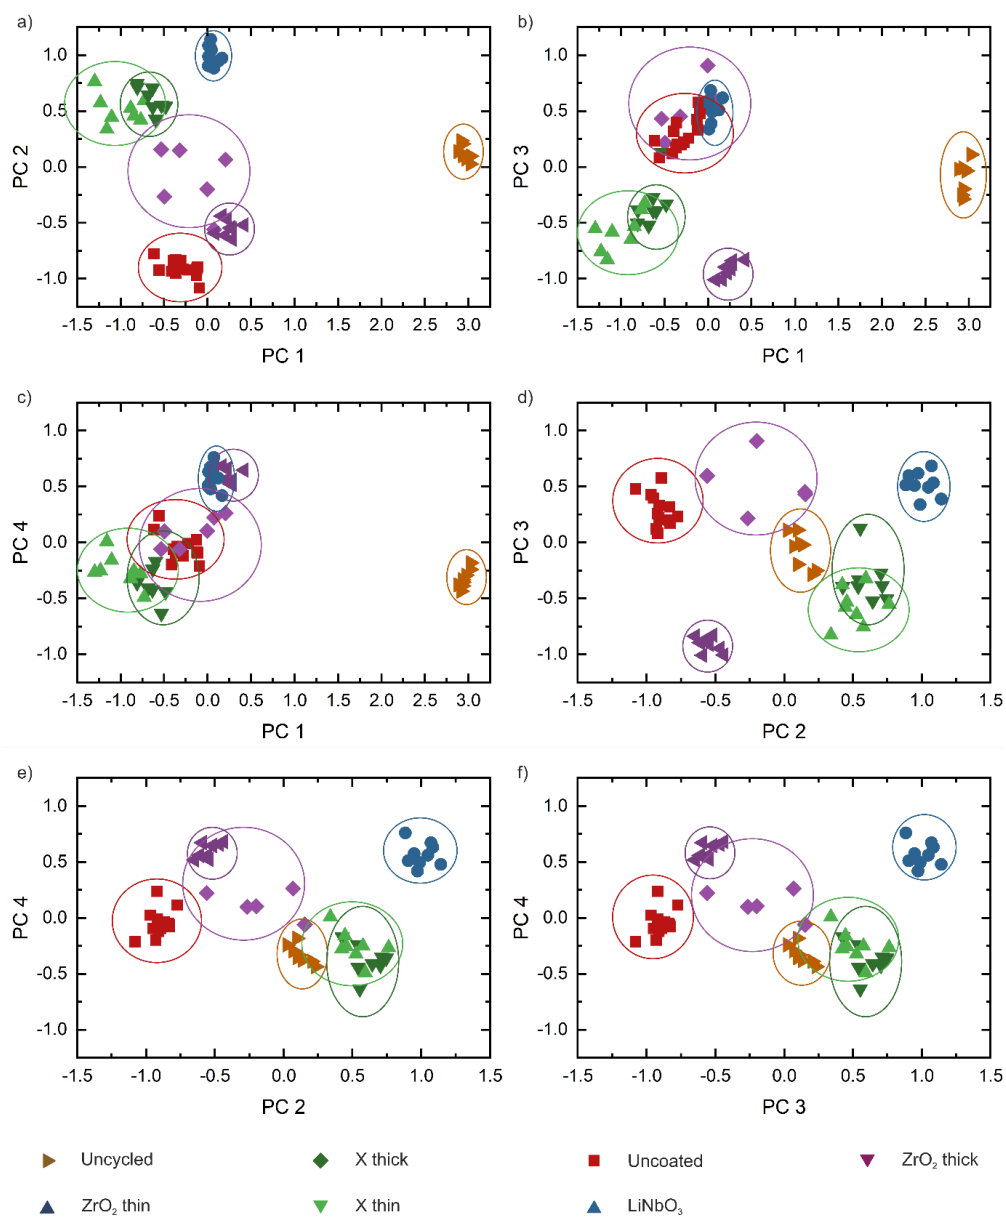 a)
b)
1.0
0.5
0.0
-0.5
-1.0
PC 2
-1.5 -1.0 -0.5 0.0 0.5 1.0 1.5 2.0 2.5 3.0
PC 1
1.0
0.5
0.0
-0.5
-1.0
PC 3
-1.5 -1.0 -0.5 0.0 0.5 1.0 1.5 2.0 2.5 3.0
PC 1
c)
d)
1.0
0.5
0.0
-0.5
-1.0
PC 4
-1.5 -1.0 -0.5 0.0 0.5 1.0 1.5 2.0 2.5 3.0
PC 1
1.0
0.5
0.0
-0.5
-1.0
PC 3
-1.5 -1.0 -0.5 0.0 0.5 1.0 1.5
PC 2
e)
f)
1.0
0.5
0.0
-0.5
-1.0
PC 4
-1.5 -1.0 -0.5 0.0 0.5 1.0 1.5
PC 2
1.0
0.5
0.0
-0.5
-1.0
PC 4
-1.5 -1.0 -0.5 0.0 0.5 1.0 1.5
PC 3
Uncycled X thick Uncoated ZrO₂ thick
ZrO₂ thin X thin LiNbO₃